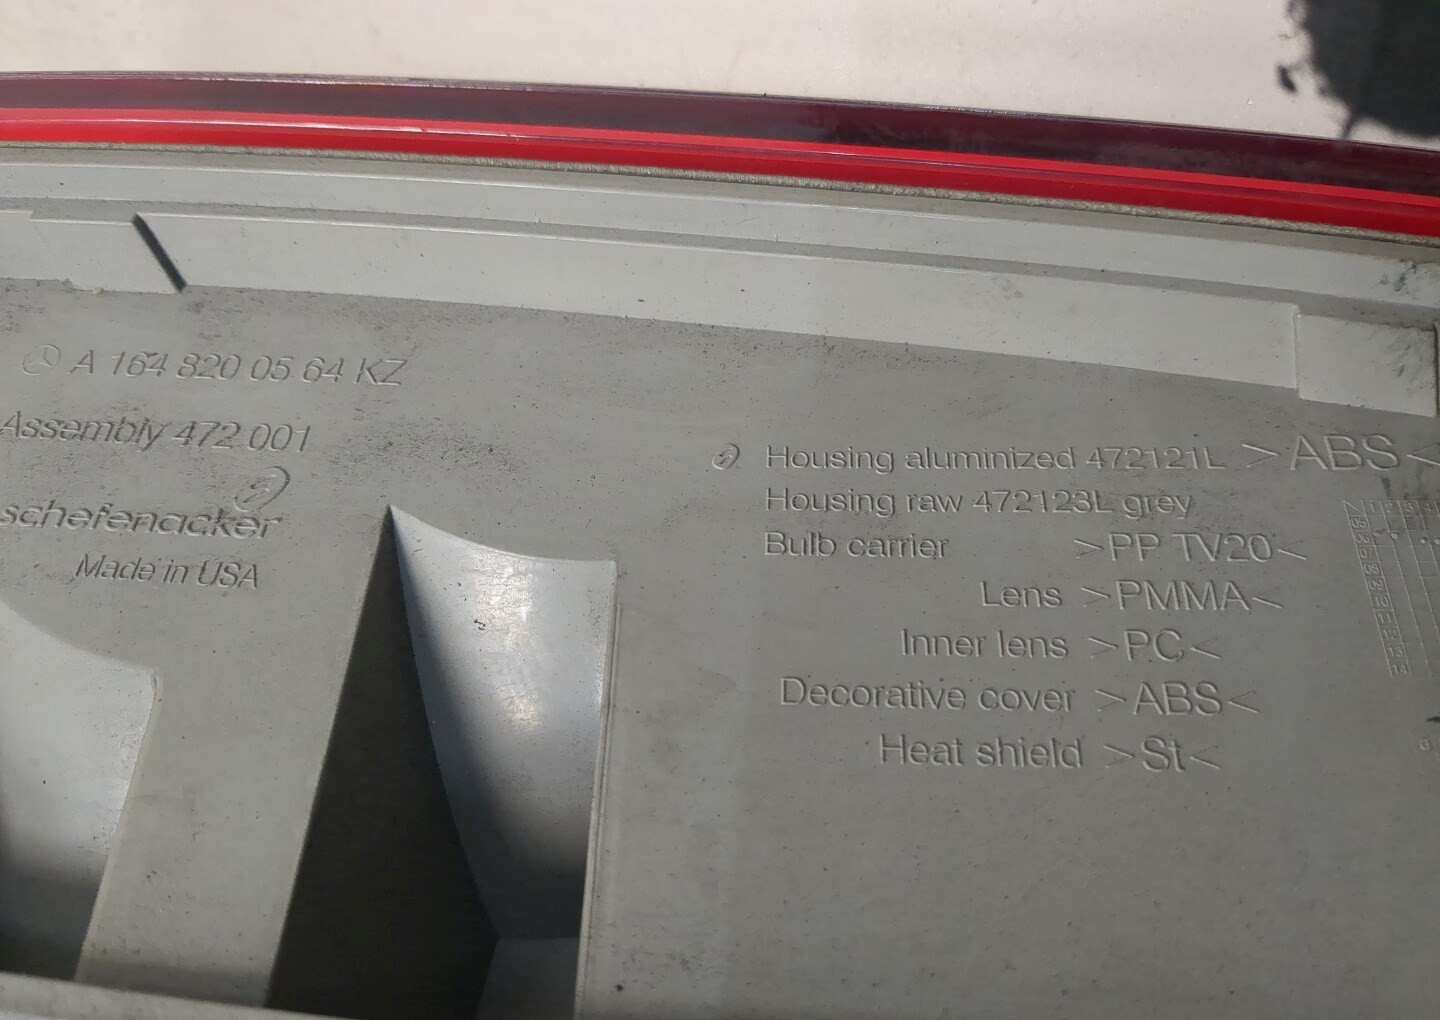 A 164 820 05 64 KZ
Assembly 472 001
schefenacker
Made in USA
Housing aluminized 472121L >ABS<
Housing raw 472123L grey
Bulb carrier >PP TV20<
Lens >PMMA<
Inner lens >PC<
Decorative cover >ABS<
Heat shield >St<